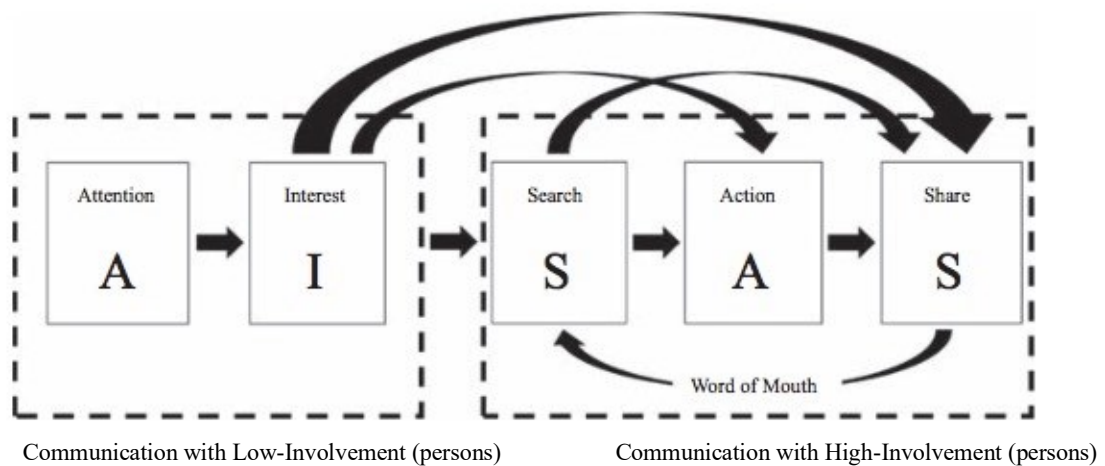 Attention
A
Interest
I
Search
S
Action
A
Share
S
Word of Mouth
Communication with Low-Involvement (persons)
Communication with High-Involvement (persons)